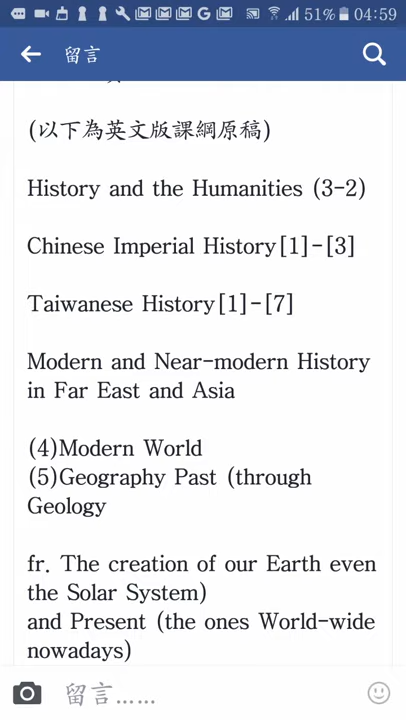 51% 04:59
留言
(以下為英文版課綱原稿)
History and the Humanities (3-2)
Chinese Imperial History[1]-[3]
Taiwanese History[1]-[7]
Modern and Near-modern History
in Far East and Asia
(4)Modern World
(5)Geography Past (through
Geology
fr. The creation of our Earth even
the Solar System)
and Present (the ones World-wide
nowadays)
留言......